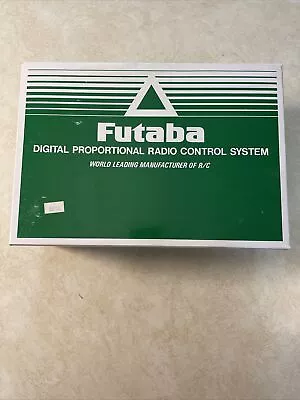 Futaba
DIGITAL PROPORTIONAL RADIO CONTROL SYSTEM
WORLD LEADING MANUFACTURER OF R/C